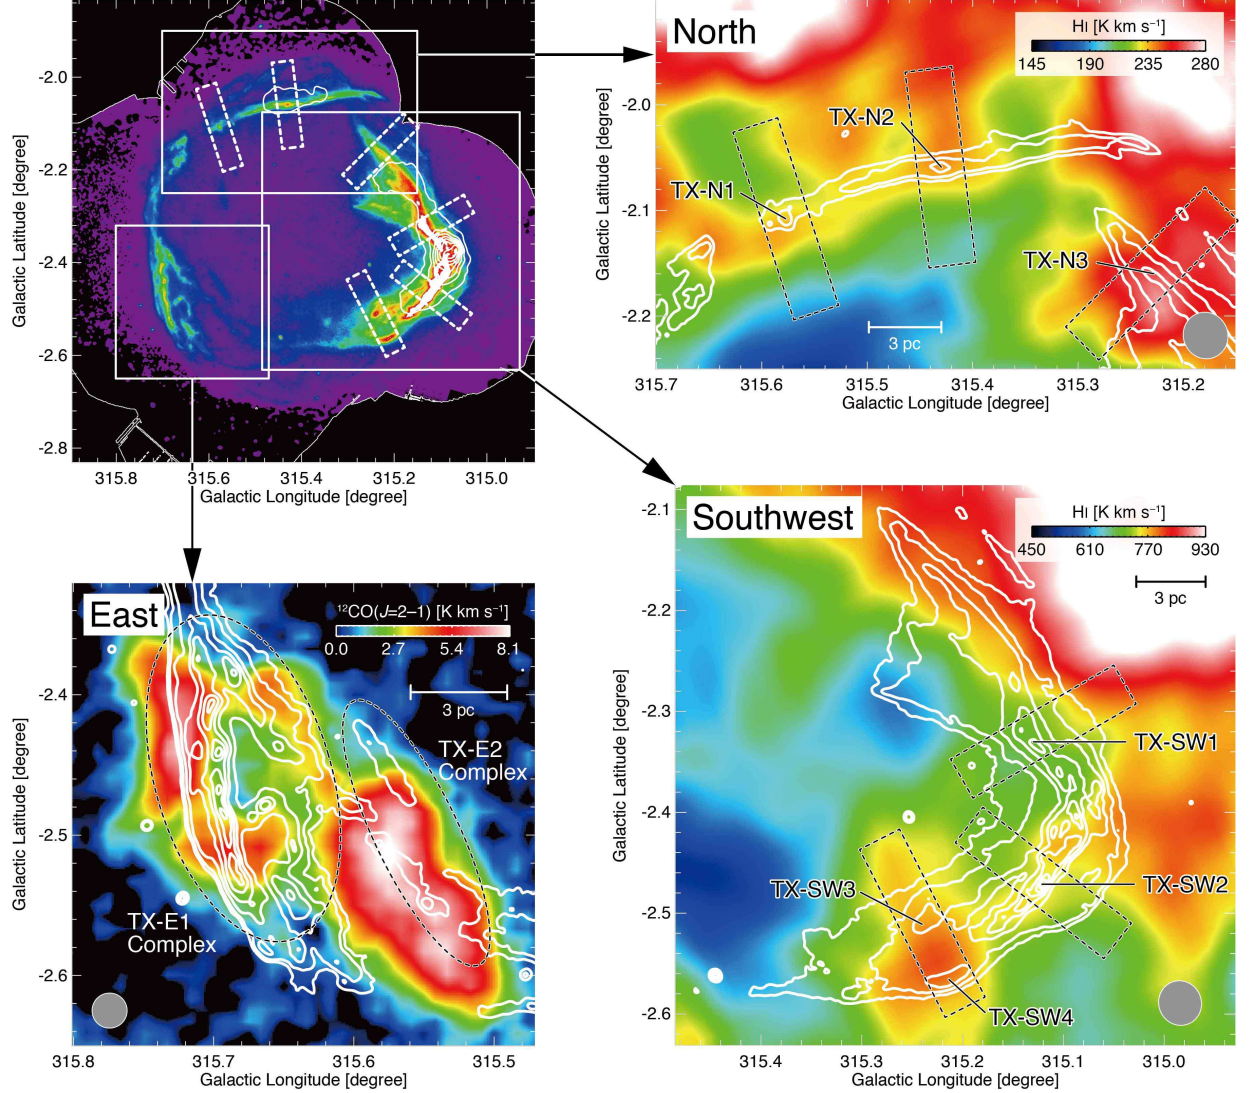 -2.0
-2.2
-2.4
-2.6
-2.8
Galactic Latitude [degree]
315.8
315.6
315.4
315.2
315.0
Galactic Longitude [degree]
North
HI [K km s⁻¹]
145
190
235
280
TX-N1
TX-N2
TX-N3
3 pc
-2.0
-2.1
-2.2
Galactic Latitude [degree]
315.7
315.6
315.5
315.4
315.3
315.2
Galactic Longitude [degree]
East
¹²CO(J=2–1) [K km s⁻¹]
0.0
2.7
5.4
8.1
3 pc
TX-E2
Complex
TX-E1
Complex
-2.4
-2.5
-2.6
Galactic Latitude [degree]
315.8
315.7
315.6
315.5
Galactic Longitude [degree]
Southwest
HI [K km s⁻¹]
450
610
770
930
3 pc
TX-SW1
TX-SW2
TX-SW3
TX-SW4
-2.1
-2.2
-2.3
-2.4
-2.5
-2.6
Galactic Latitude [degree]
315.4
315.3
315.2
315.1
315.0
Galactic Longitude [degree]